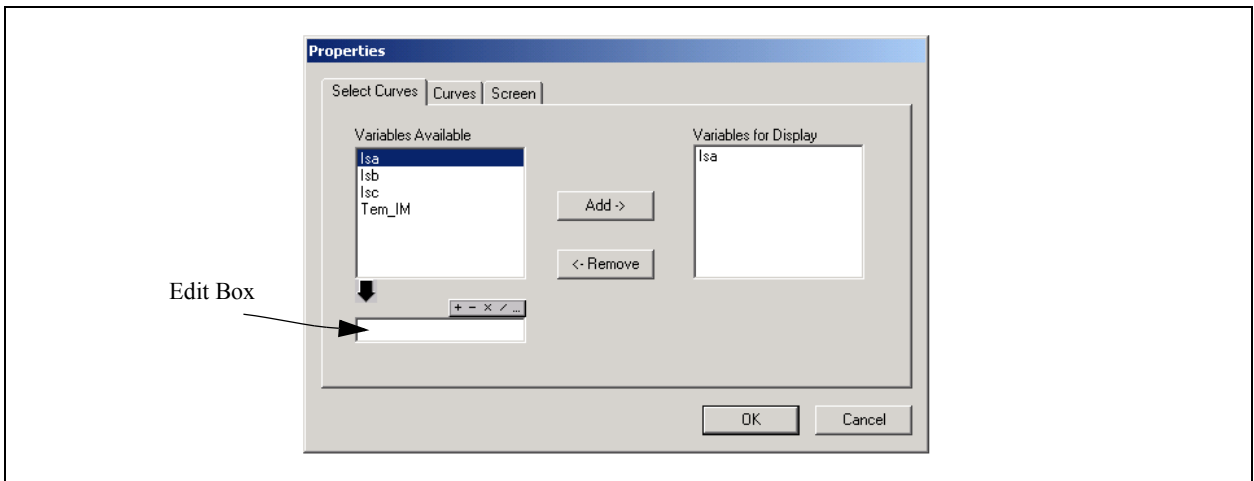 Properties
Select Curves Curves Screen
Variables Available
Isa
Isb
Isc
Tem_IM
Add ->
<- Remove
Variables for Display
Isa
Edit Box
+ - × / ...
OK Cancel